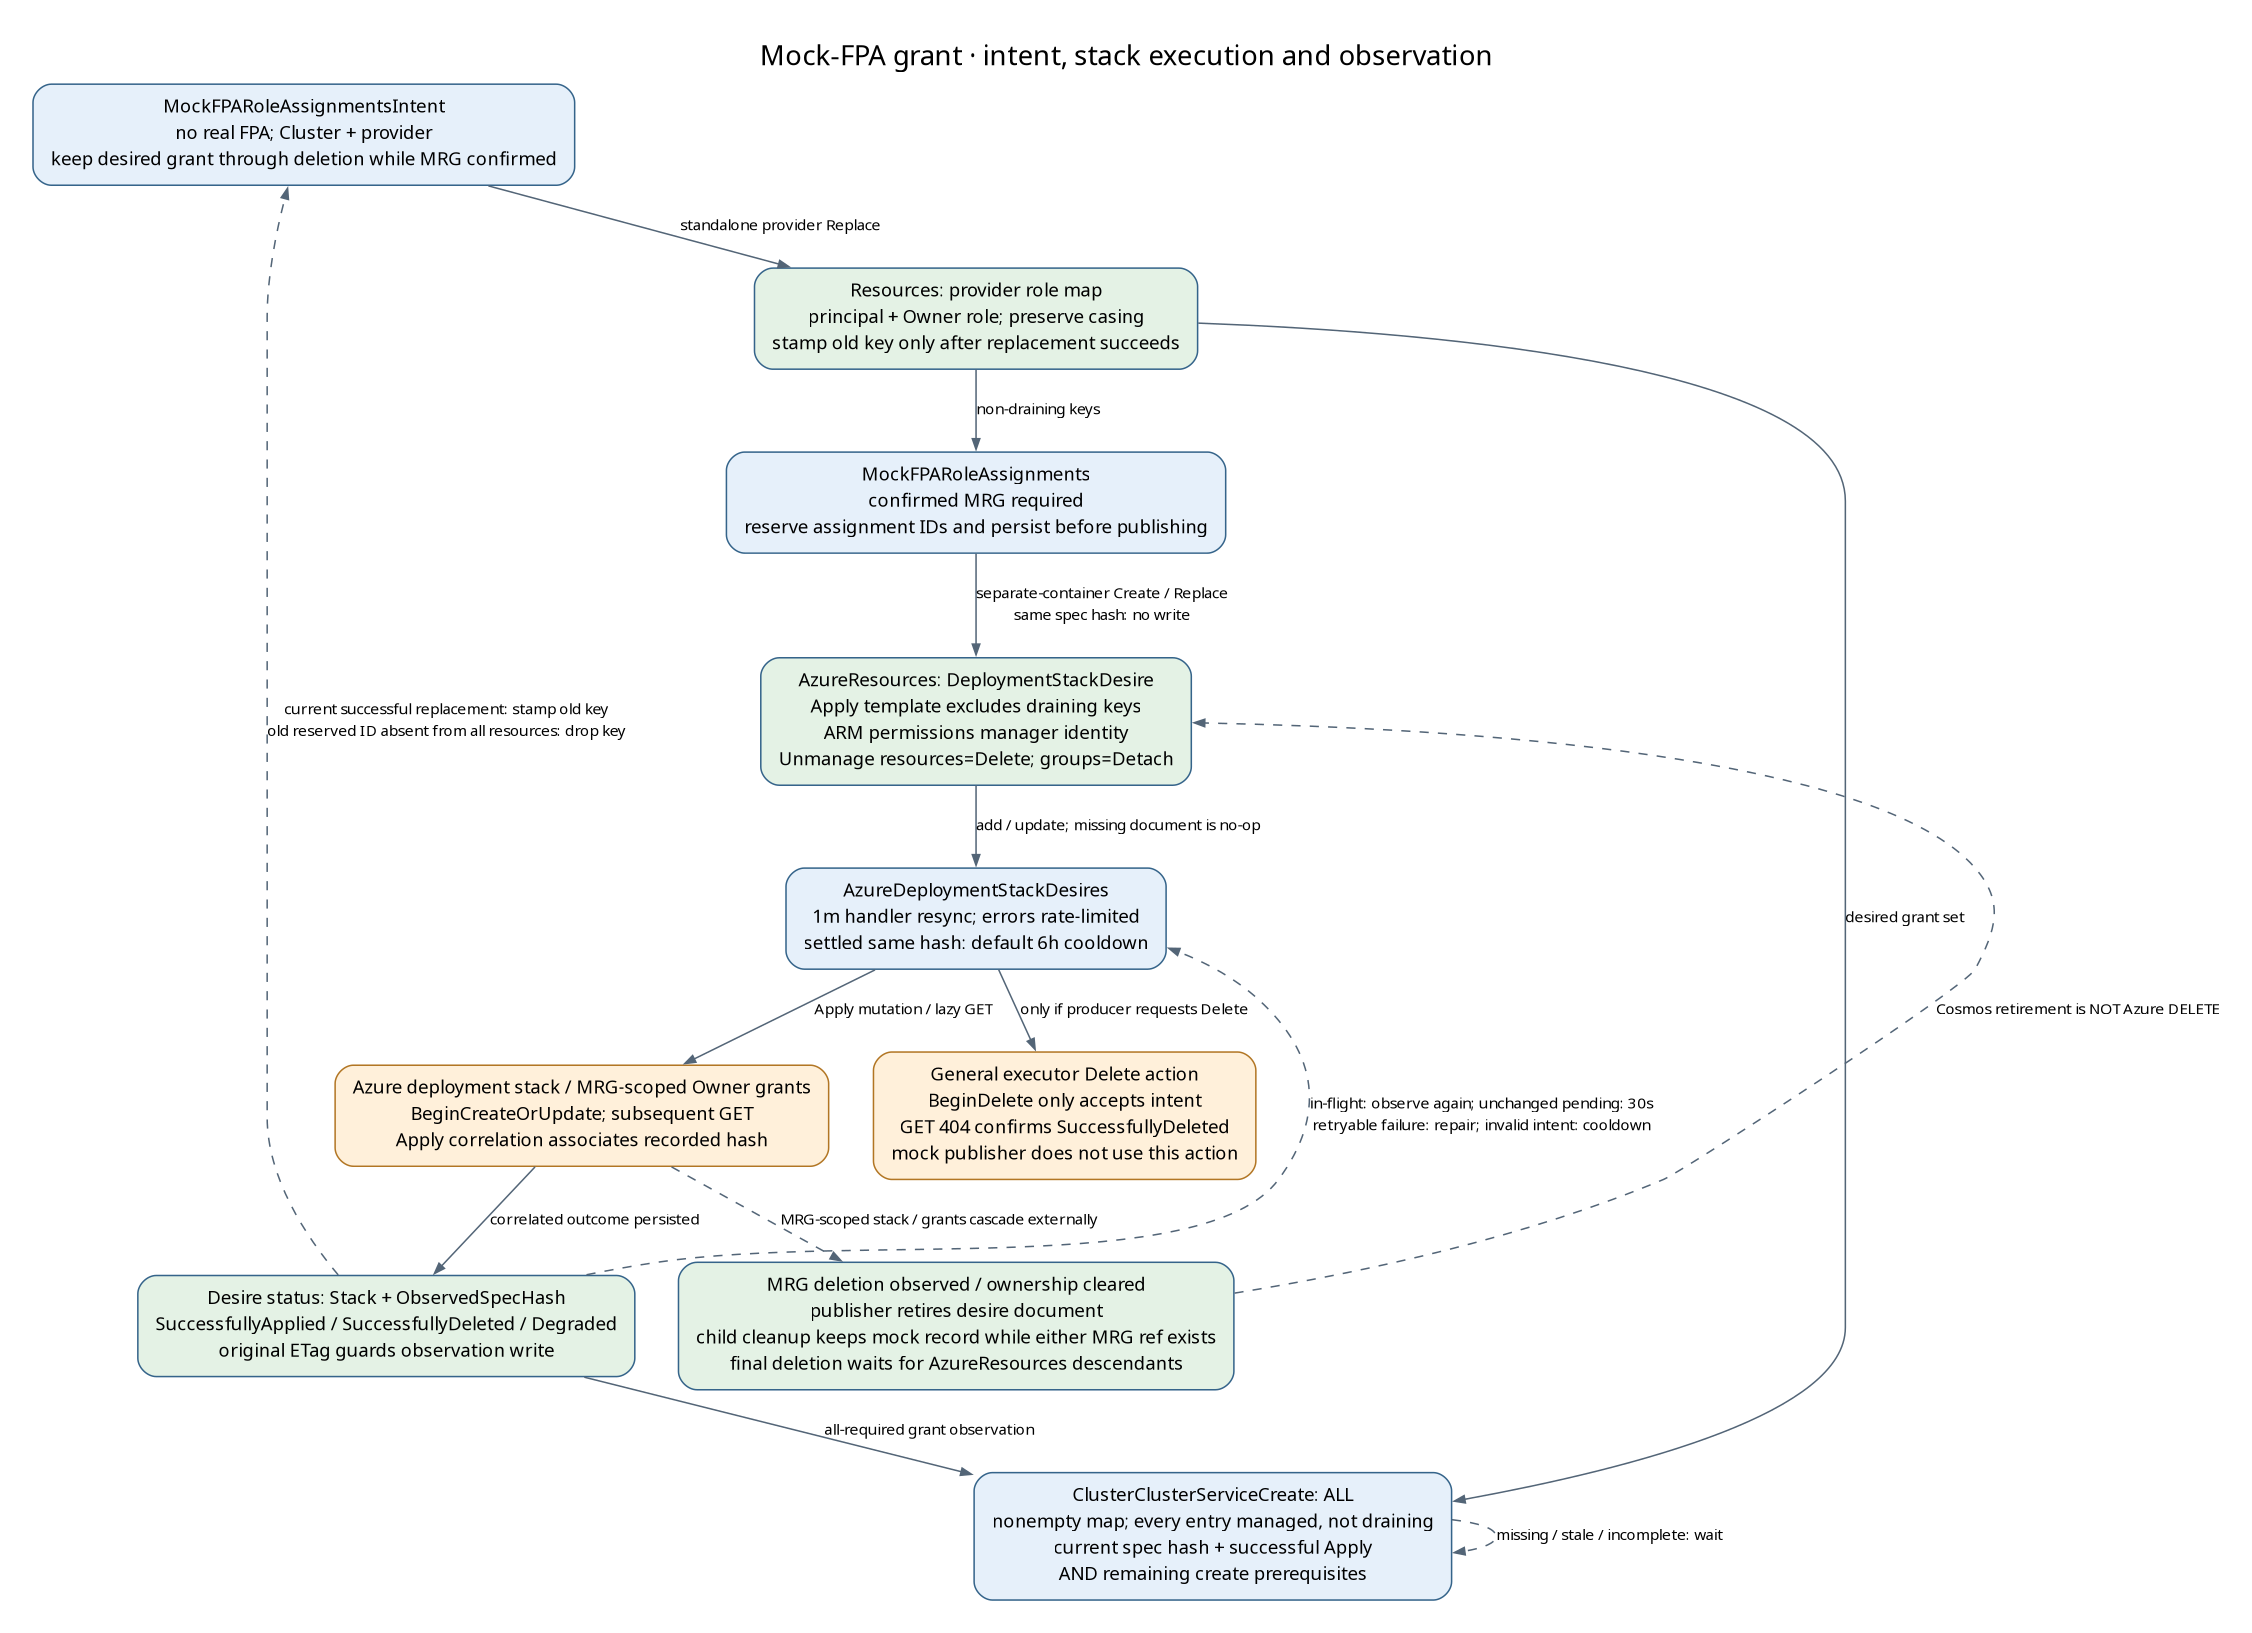 Mock-FPA grant · intent, stack execution and observation
MockFPARoleAssignmentsIntent
no real FPA; Cluster + provider
keep desired grant through deletion while MRG confirmed
standalone provider Replace
Resources: provider role map
principal + Owner role; preserve casing
stamp old key only after replacement succeeds
non-draining keys
MockFPARoleAssignments
confirmed MRG required
reserve assignment IDs and persist before publishing
separate-container Create / Replace
same spec hash: no write
AzureResources: DeploymentStackDesire
Apply template excludes draining keys
ARM permissions manager identity
Unmanage resources=Delete; groups=Detach
current successful replacement: stamp old key
old reserved ID absent from all resources: drop key
add / update; missing document is no-op
AzureDeploymentStackDesires
1m handler resync; errors rate-limited
settled same hash: default 6h cooldown
desired grant set
Apply mutation / lazy GET
only if producer requests Delete
Cosmos retirement is NOT Azure DELETE
Azure deployment stack / MRG-scoped Owner grants
BeginCreateOrUpdate; subsequent GET
Apply correlation associates recorded hash
General executor Delete action
BeginDelete only accepts intent
GET 404 confirms SuccessfullyDeleted
mock publisher does not use this action
in-flight: observe again; unchanged pending: 30s
retryable failure: repair; invalid intent: cooldown
correlated outcome persisted
MRG-scoped stack / grants cascade externally
Desire status: Stack + ObservedSpecHash
SuccessfullyApplied / SuccessfullyDeleted / Degraded
original ETag guards observation write
MRG deletion observed / ownership cleared
publisher retires desire document
child cleanup keeps mock record while either MRG ref exists
final deletion waits for AzureResources descendants
all-required grant observation
ClusterClusterServiceCreate: ALL
nonempty map; every entry managed, not draining
current spec hash + successful Apply
AND remaining create prerequisites
missing / stale / incomplete: wait